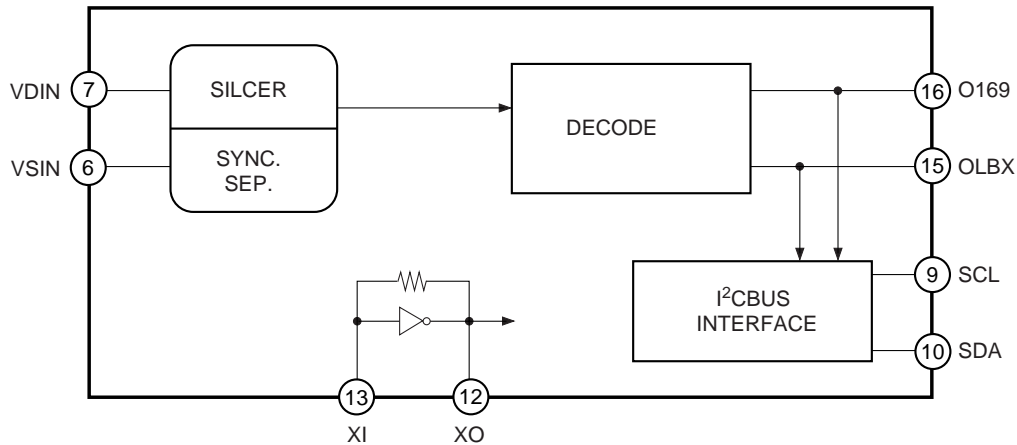 VDIN 7 SILCER DECODE 16 O169
VSIN 6 SYNC.
SEP. 15 OLBX
I²CBUS
INTERFACE
9 SCL
10 SDA
13 12
XI XO